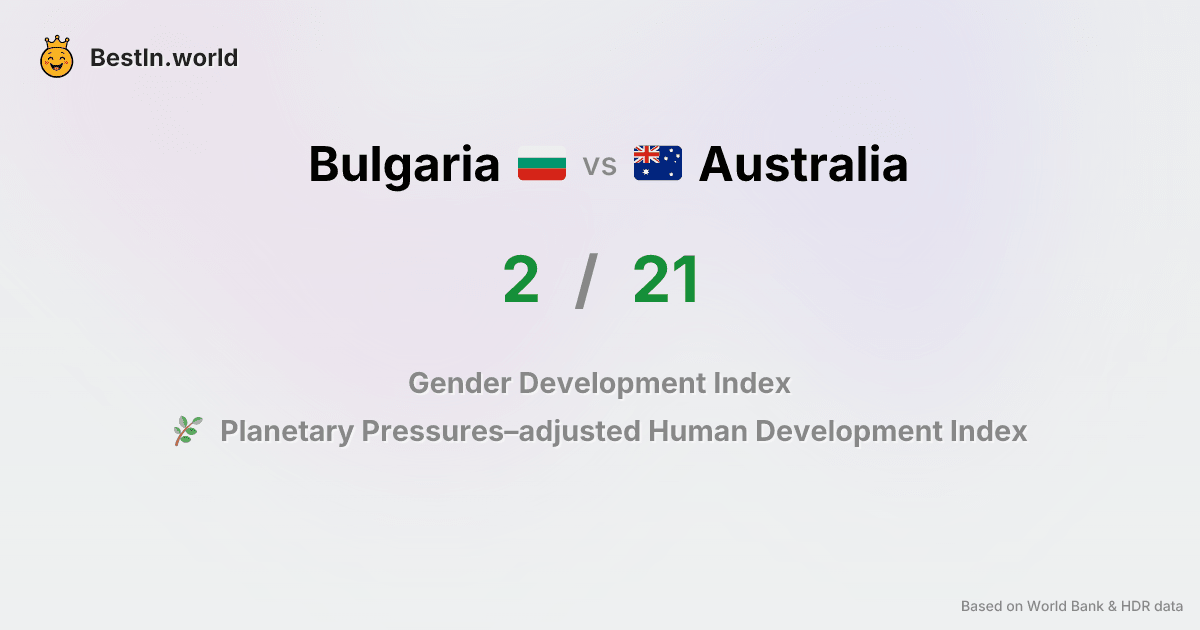 BestIn.world
Bulgaria vs Australia
2 / 21
Gender Development Index
Planetary Pressures–adjusted Human Development Index
Based on World Bank & HDR data